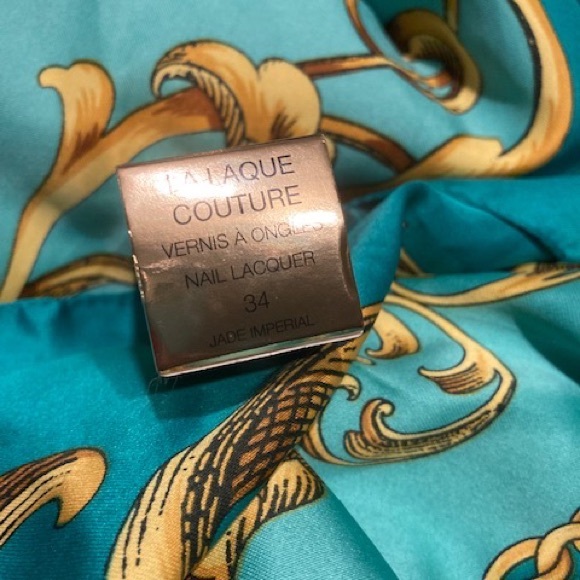 LA LAQUE
COUTURE
VERNIS À ONGLES
NAIL LACQUER
34
JADE IMPERIAL